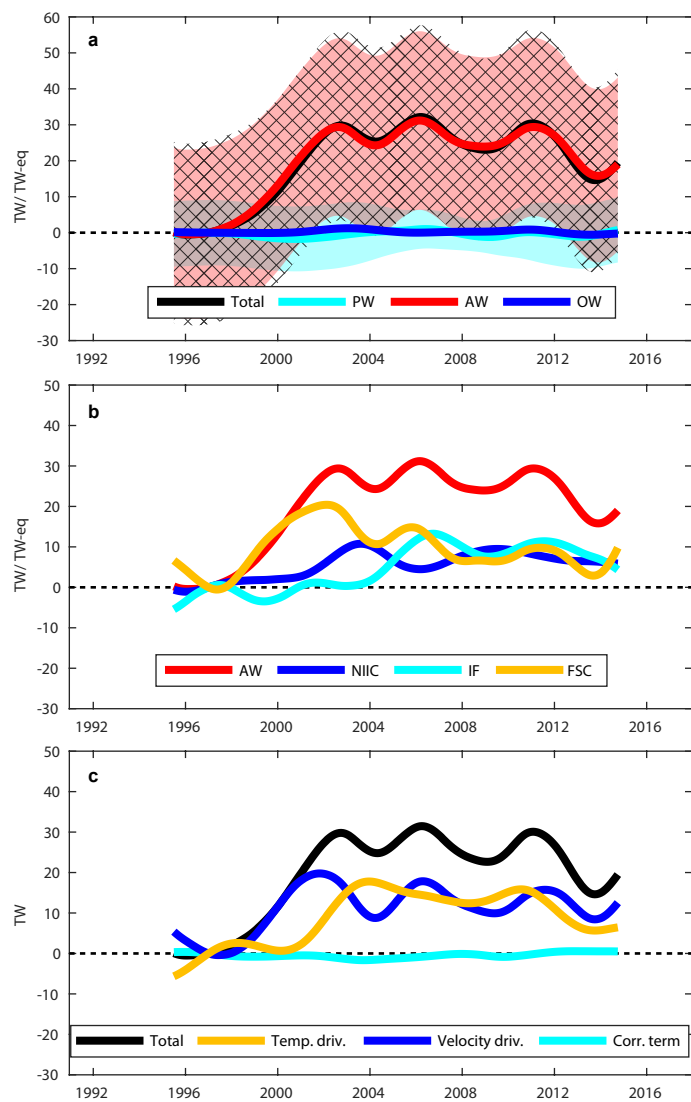 60
a
50
40
30
20
10
0
-10
-20
-30
TW/ TW-eq
Total PW AW OW
1992 1996 2000 2004 2008 2012 2016
50
b
40
30
20
10
0
-10
-20
-30
TW/ TW-eq
AW NIIC IF FSC
1992 1996 2000 2004 2008 2012 2016
50
c
40
30
20
10
0
-10
-20
-30
TW
Total Temp. driv. Velocity driv. Corr. term
1992 1996 2000 2004 2008 2012 2016